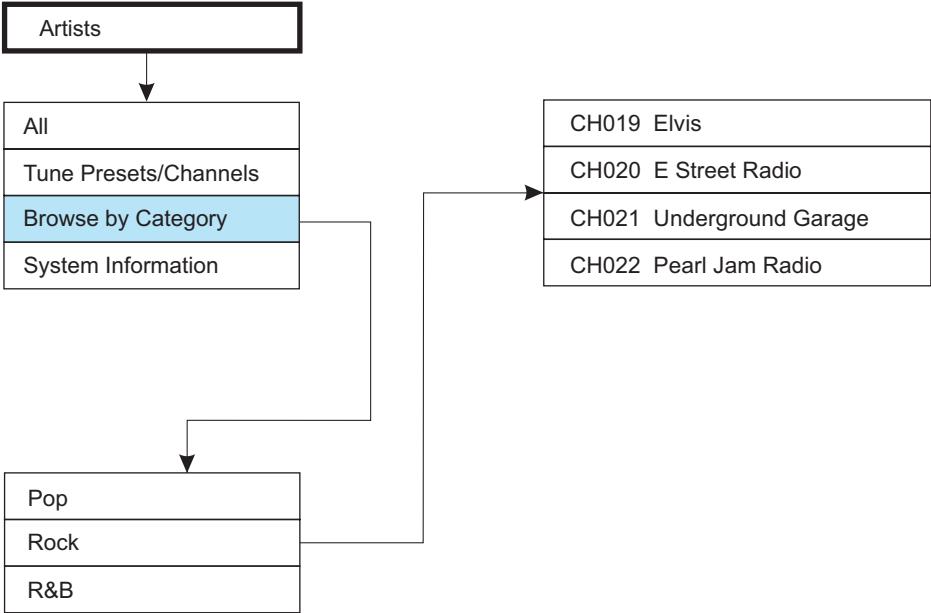 Artists
All
Tune Presets/Channels
Browse by Category
System Information
CH019 Elvis
CH020 E Street Radio
CH021 Underground Garage
CH022 Pearl Jam Radio
Pop
Rock
R&B